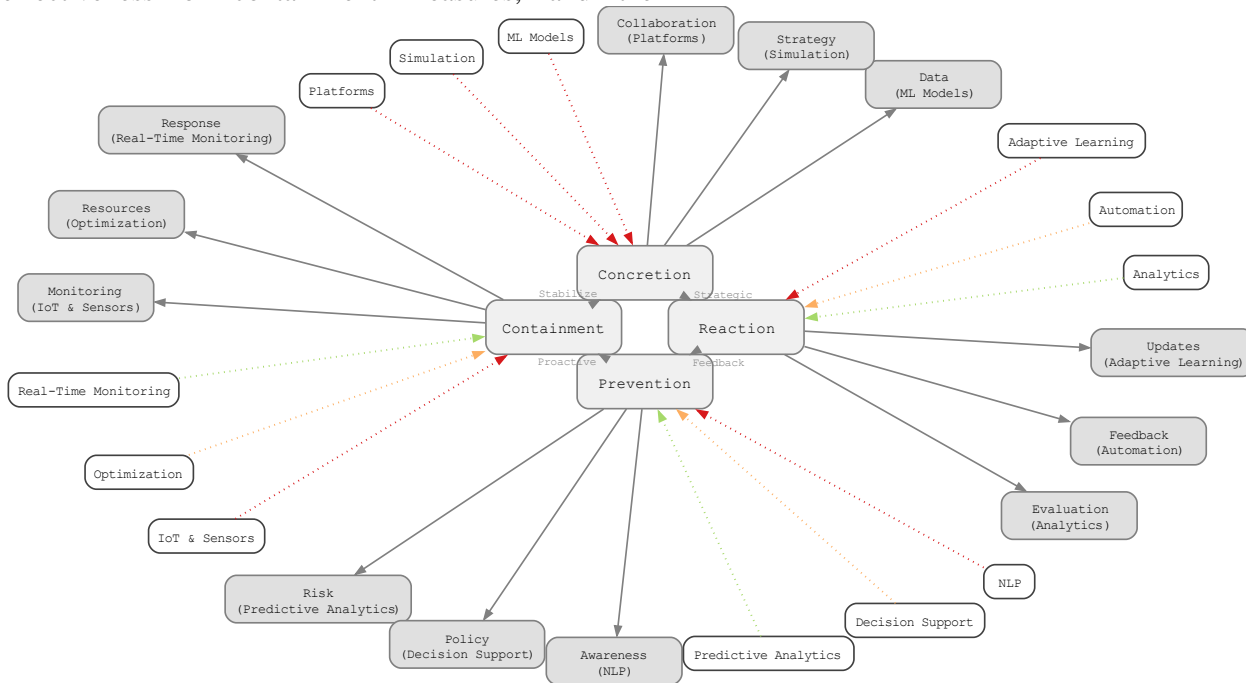 Collaboration
(Platforms)
Strategy
(Simulation)
ML Models
Simulation
Data
(ML Models)
Platforms
Response
(Real-Time Monitoring)
Adaptive Learning
Resources
(Optimization)
Automation
Concretion
Analytics
Monitoring
(IoT & Sensors)
Stabilize
Strategic
Containment
Reaction
Updates
(Adaptive Learning)
Proactive
Feedback
Prevention
Real-Time Monitoring
Feedback
(Automation)
Optimization
Evaluation
(Analytics)
IoT & Sensors
NLP
Risk
(Predictive Analytics)
Decision Support
Policy
(Decision Support)
Awareness
(NLP)
Predictive Analytics